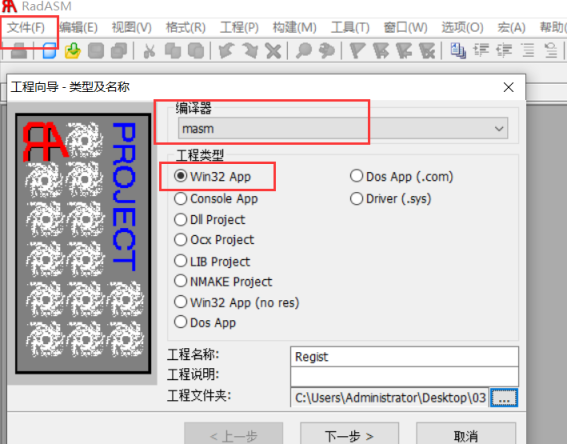 RadASM
文件(F) 编辑(E) 视图(V) 格式(R) 工程(P) 构建(M) 工具(T) 窗口(W) 选项(O) 宏(A) 帮助(
工程向导 - 类型及名称
RA
PROJECT
编译器
masm
工程类型
Win32 App
Dos App (.com)
Console App
Driver (.sys)
Dll Project
Ocx Project
LIB Project
NMAKE Project
Win32 App (no res)
Dos App
工程名称:
Regist
工程说明:
工程文件夹:
C:\Users\Administrator\Desktop\03
...
< 上一步
下一步 >
取消